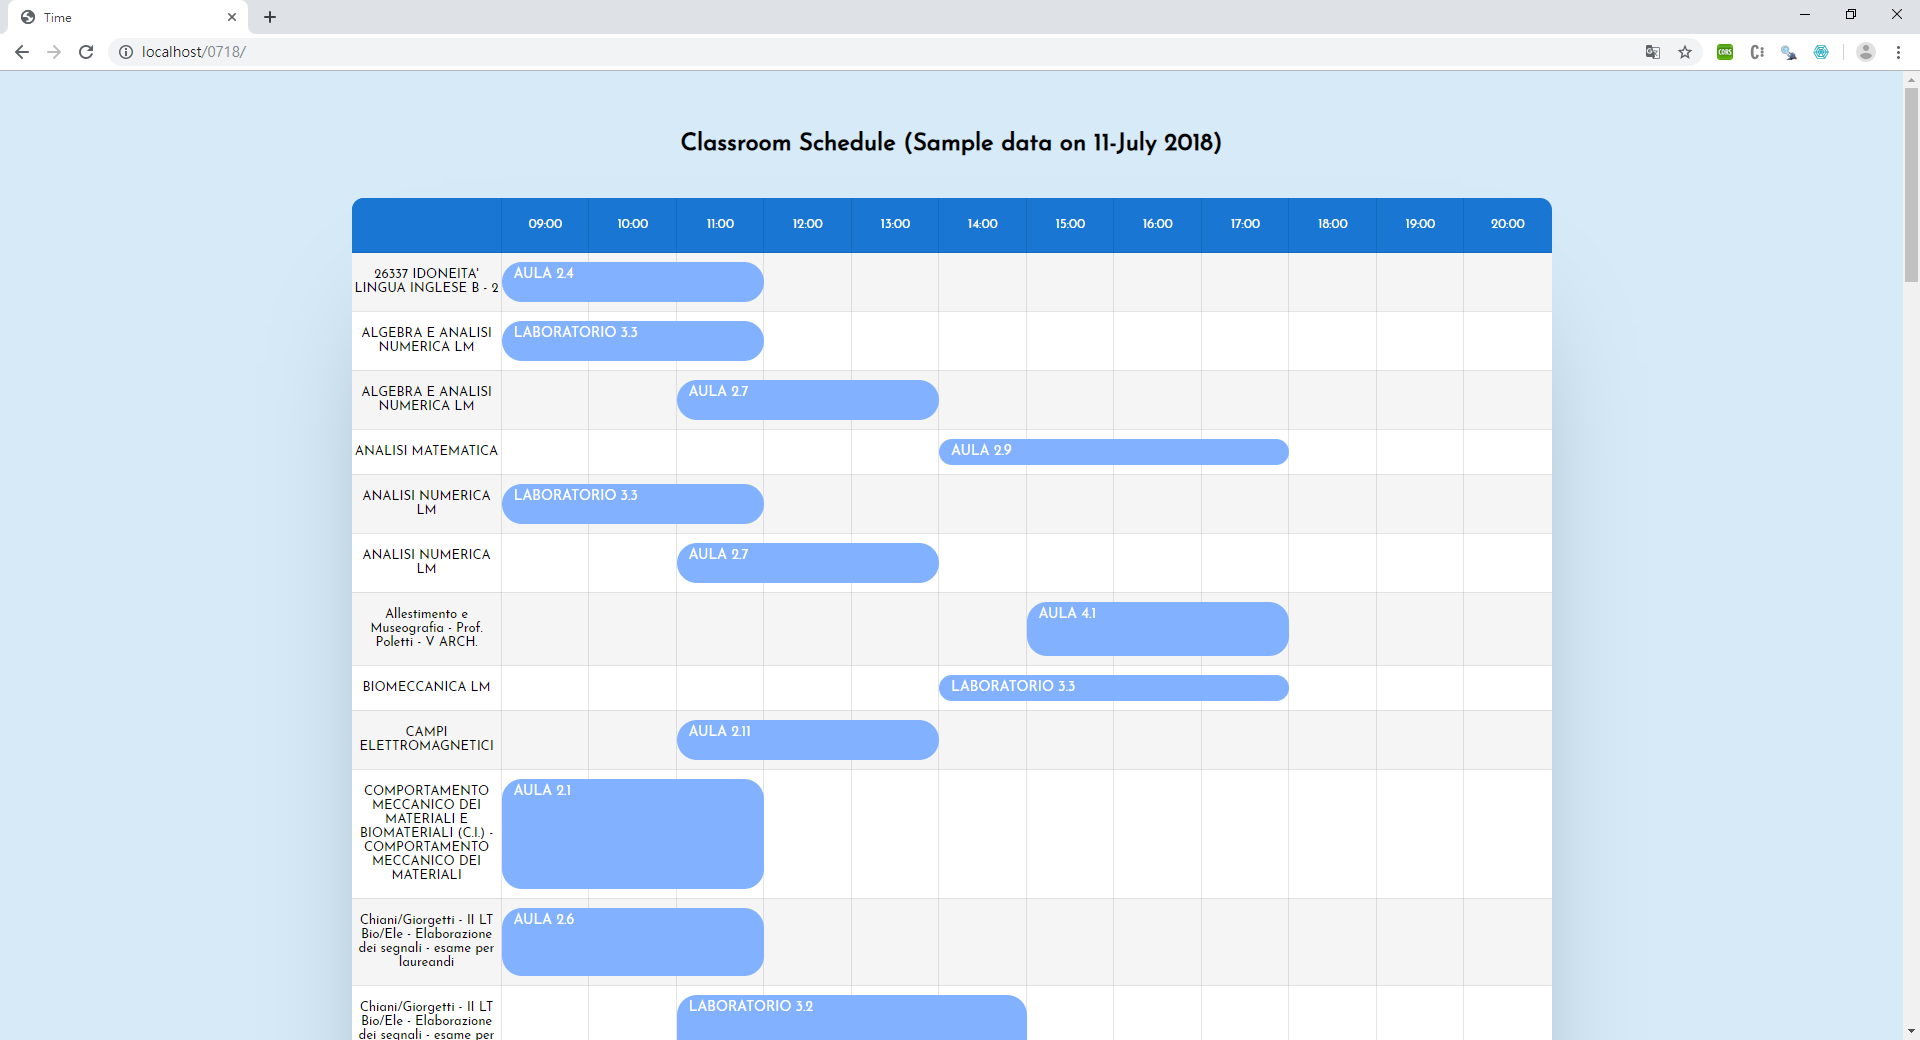 Time
localhost/0718/
CORS
Classroom Schedule (Sample data on 11-July 2018)
09:00 10:00 11:00 12:00 13:00 14:00 15:00 16:00 17:00 18:00 19:00 20:00
26337 IDONEITA'
LINGUA INGLESE B - 2
AULA 2.4
ALGEBRA E ANALISI
NUMERICA LM
LABORATORIO 3.3
ALGEBRA E ANALISI
NUMERICA LM
AULA 2.7
ANALISI MATEMATICA
AULA 2.9
ANALISI NUMERICA
LM
LABORATORIO 3.3
ANALISI NUMERICA
LM
AULA 2.7
Allestimento e
Museografia - Prof.
Poletti - V ARCH.
AULA 4.1
BIOMECCANICA LM
LABORATORIO 3.3
CAMPI
ELETTROMAGNETICI
AULA 2.11
COMPORTAMENTO
MECCANICO DEI
MATERIALI E
BIOMATERIALI (C.I.) -
COMPORTAMENTO
MECCANICO DEI
MATERIALI
AULA 2.1
Chiani/Giorgetti - II LT
Bio/Ele - Elaborazione
dei segnali - esame per
laureandi
AULA 2.6
Chiani/Giorgetti - II LT
Bio/Ele - Elaborazione
dei segnali - esame per
LABORATORIO 3.2